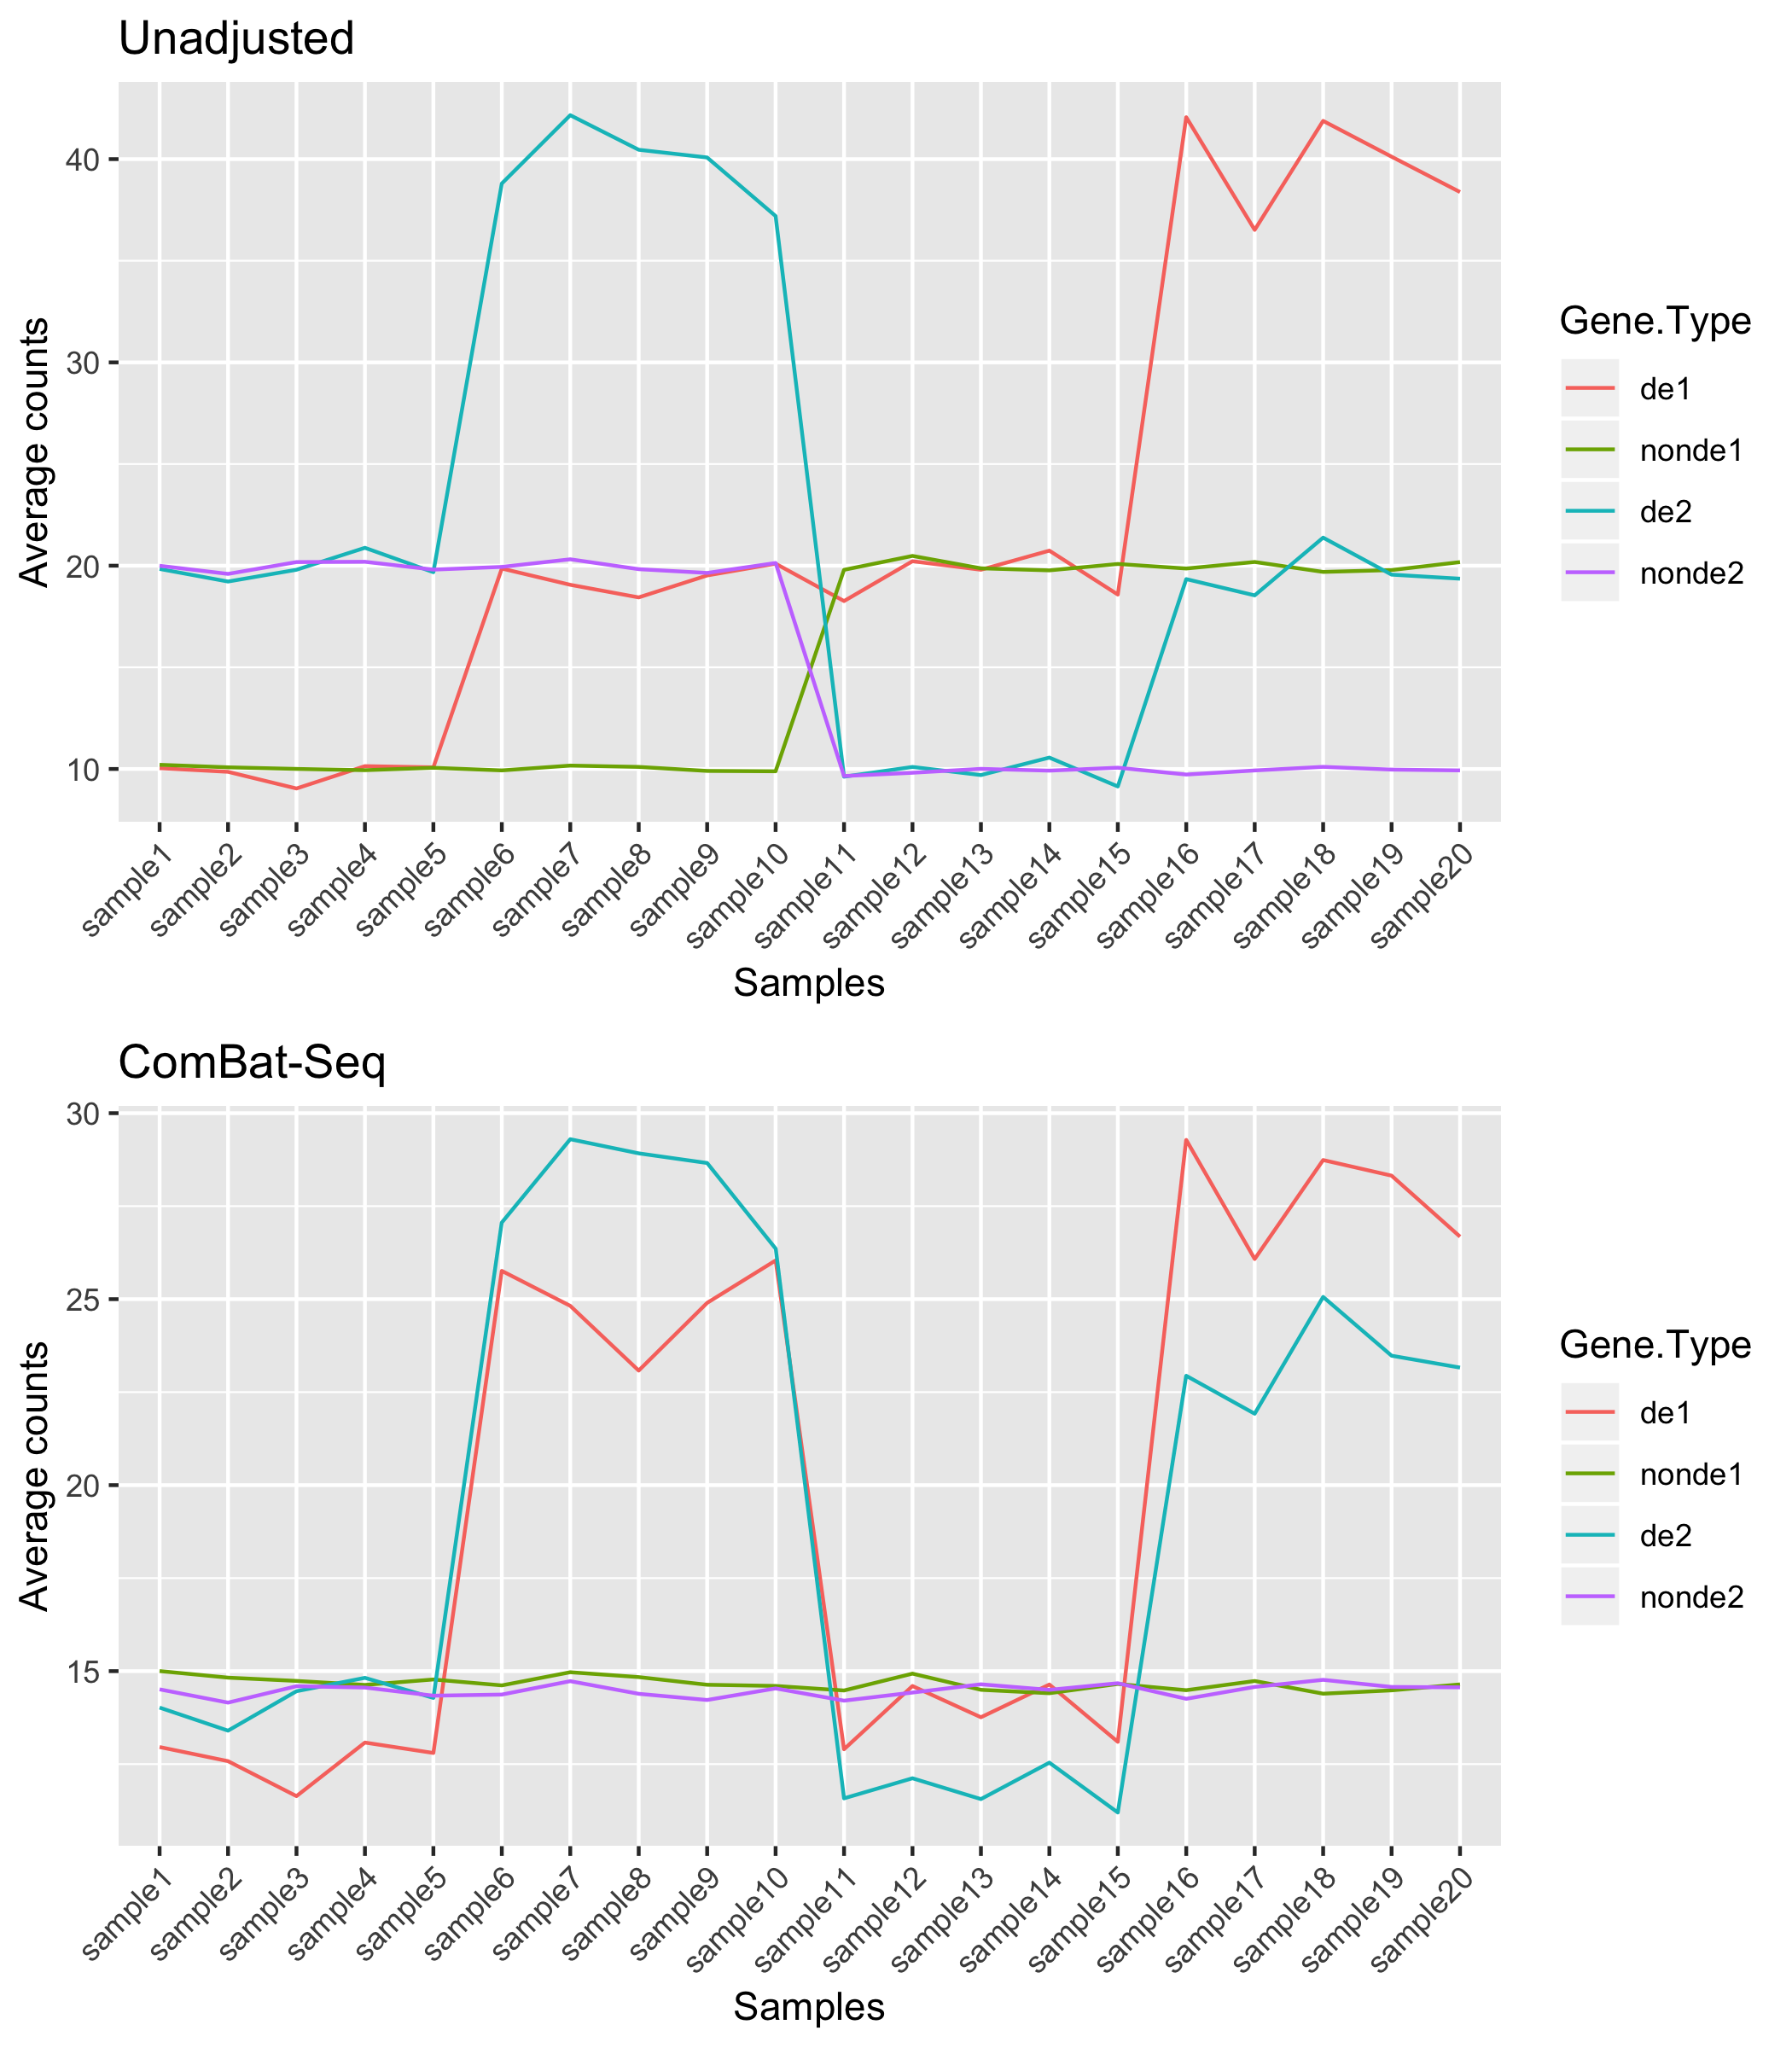 Unadjusted
40
30
20
10
Average counts
sample1
sample2
sample3
sample4
sample5
sample6
sample7
sample8
sample9
sample10
sample11
sample12
sample13
sample14
sample15
sample16
sample17
sample18
sample19
sample20
Samples
Gene.Type
de1
nonde1
de2
nonde2
ComBat-Seq
30
25
20
15
Average counts
sample1
sample2
sample3
sample4
sample5
sample6
sample7
sample8
sample9
sample10
sample11
sample12
sample13
sample14
sample15
sample16
sample17
sample18
sample19
sample20
Samples
Gene.Type
de1
nonde1
de2
nonde2